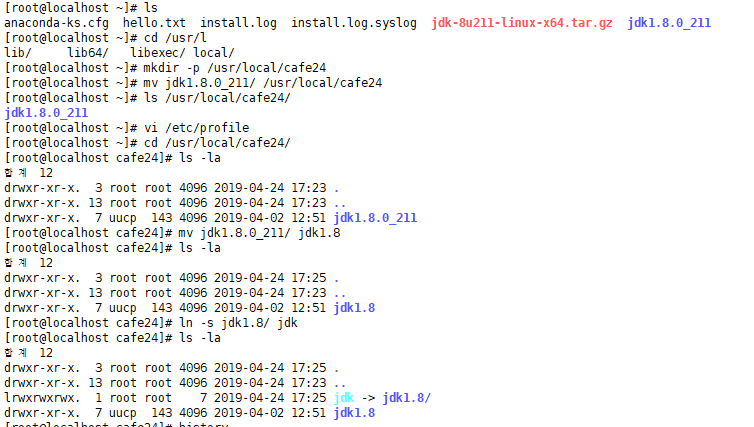 [root@localhost ~]# ls
anaconda-ks.cfg  hello.txt  install.log  install.log.syslog  jdk-8u211-linux-x64.tar.gz  jdk1.8.0_211
[root@localhost ~]# cd /usr/l
lib/     lib64/   libexec/ local/
[root@localhost ~]# mkdir -p /usr/local/cafe24
[root@localhost ~]# mv jdk1.8.0_211/ /usr/local/cafe24
[root@localhost ~]# ls /usr/local/cafe24/
jdk1.8.0_211
[root@localhost ~]# vi /etc/profile
[root@localhost ~]# cd /usr/local/cafe24/
[root@localhost cafe24]# ls -la
합계 12
drwxr-xr-x.  3 root root 4096 2019-04-24 17:23 .
drwxr-xr-x. 13 root root 4096 2019-04-24 17:23 ..
drwxr-xr-x.  7 uucp  143 4096 2019-04-02 12:51 jdk1.8.0_211
[root@localhost cafe24]# mv jdk1.8.0_211/ jdk1.8
[root@localhost cafe24]# ls -la
합계 12
drwxr-xr-x.  3 root root 4096 2019-04-24 17:25 .
drwxr-xr-x. 13 root root 4096 2019-04-24 17:23 ..
drwxr-xr-x.  7 uucp  143 4096 2019-04-02 12:51 jdk1.8
[root@localhost cafe24]# ln -s jdk1.8/ jdk
[root@localhost cafe24]# ls -la
합계 12
drwxr-xr-x.  3 root root 4096 2019-04-24 17:25 .
drwxr-xr-x. 13 root root 4096 2019-04-24 17:23 ..
lrwxrwxrwx.  1 root root    7 2019-04-24 17:25 jdk -> jdk1.8/
drwxr-xr-x.  7 uucp  143 4096 2019-04-02 12:51 jdk1.8
[root@localhost cafe24]# history